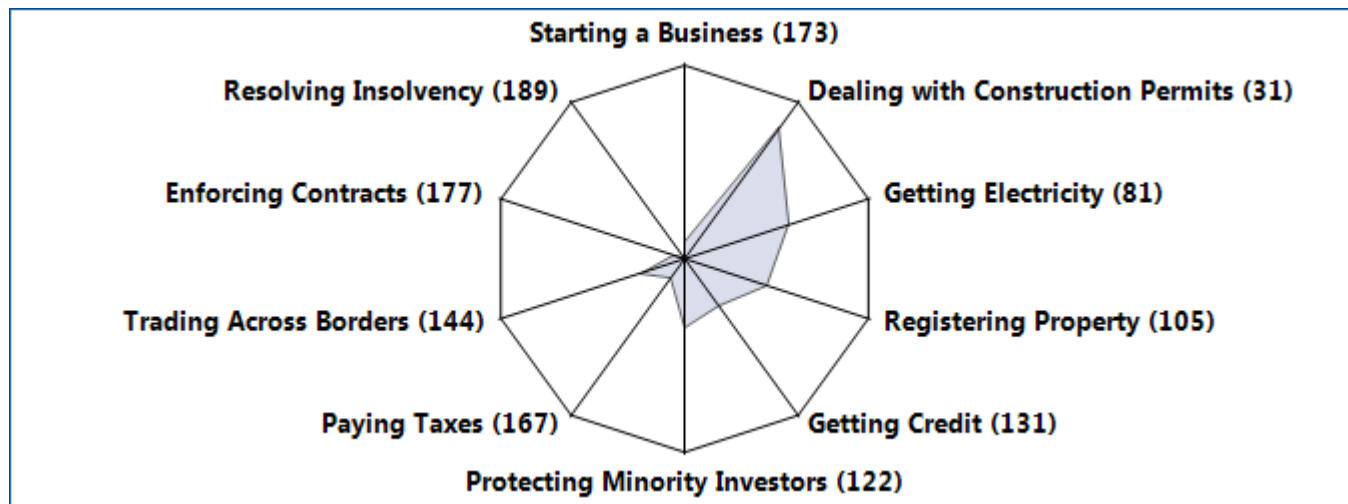 Starting a Business (173)
Resolving Insolvency (189)
Dealing with Construction Permits (31)
Enforcing Contracts (177)
Getting Electricity (81)
Trading Across Borders (144)
Registering Property (105)
Paying Taxes (167)
Getting Credit (131)
Protecting Minority Investors (122)